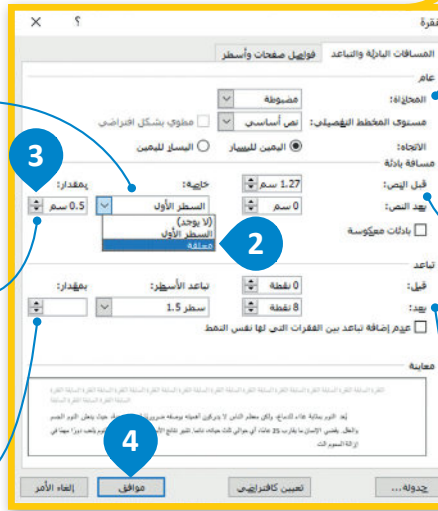 فقرة
؟ ×
المسافات البادئة والتباعد فواصل صفحات وأسطر
عام
المحاذاة: مضبوطة
مستوى المخطط التفصيلي: نص أساسي مطوي بشكل افتراضي
الاتجاه: اليمين لليسار اليسار لليمين
مسافة بادئة
قبل النص: 1.27 سم خاصة: بمقدار:
بعد النص: 0 سم السطر الأول 0.5 سم
3
(لا يوجد)
السطر الأول
معلقة
2
بادئات معكوسة
تباعد
قبل: 0 نقطة تباعد الأسطر: بمقدار:
بعد: 8 نقطة سطر 1.5
عدم إضافة تباعد بين الفقرات التي لها نفس النمط
معاينة
4
جدولة... تعيين كافتراضي موافق إلغاء الأمر